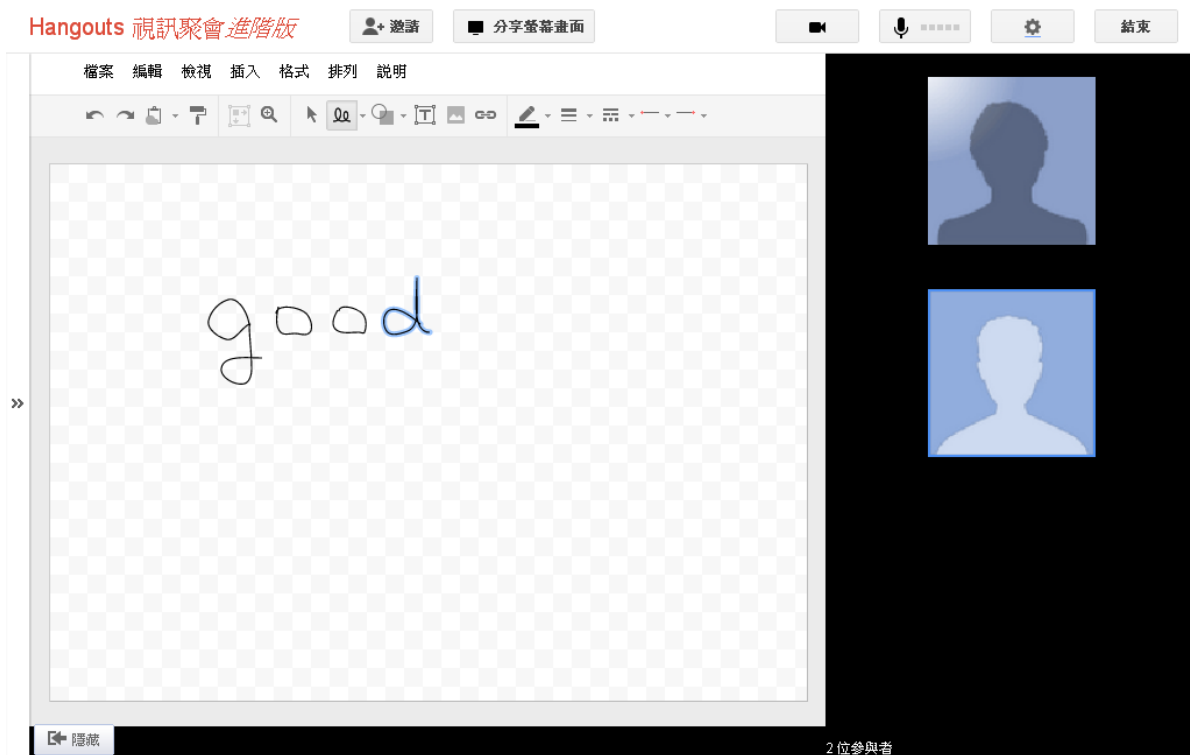 Hangouts 視訊聚會進階版 邀請 分享螢幕畫面 結束
檔案 編輯 檢視 插入 格式 排列 説明
good
隱藏
2 位參與者